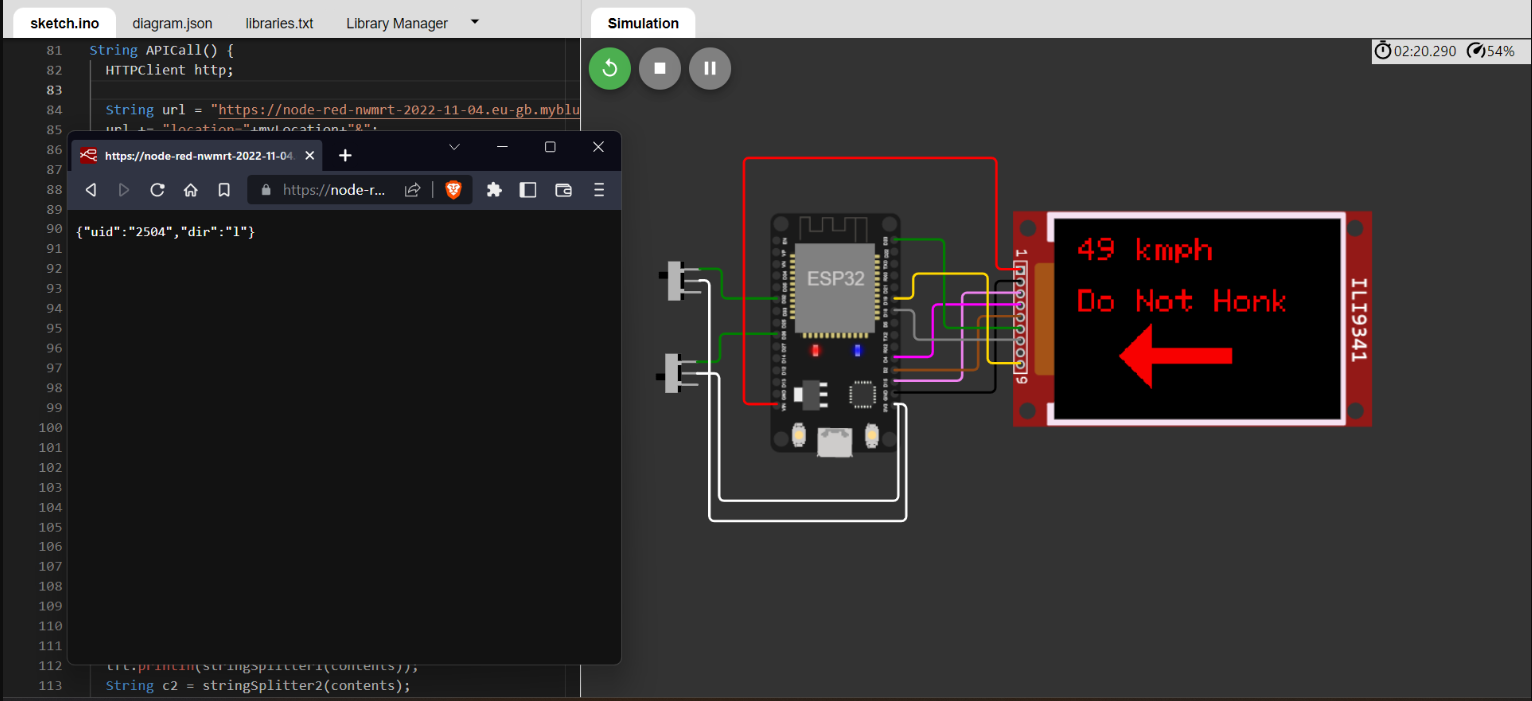 sketch.ino diagram.json libraries.txt Library Manager
Simulation
02:20.290 54%
81 String APICall() {
82 HTTPClient http;
83
84 String url = "https://node-red-nwmrt-2022-11-04.eu-gb.myblu
85 url += "location="+myLocation+"&";
86
87
88
89
90
91
92
93
94
95
96
97
98
99
100
101
102
103
104
105
106
107
108
109
110
111
112 tft.println(stringSplitter1(contents));
113 String c2 = stringSplitter2(contents);
https://node-red-nwmrt-2022-11-04.
https://node-r...
{"uid":"2504","dir":"l"}
ESP32
1
9
49 kmph
Do Not Honk
ILI9341